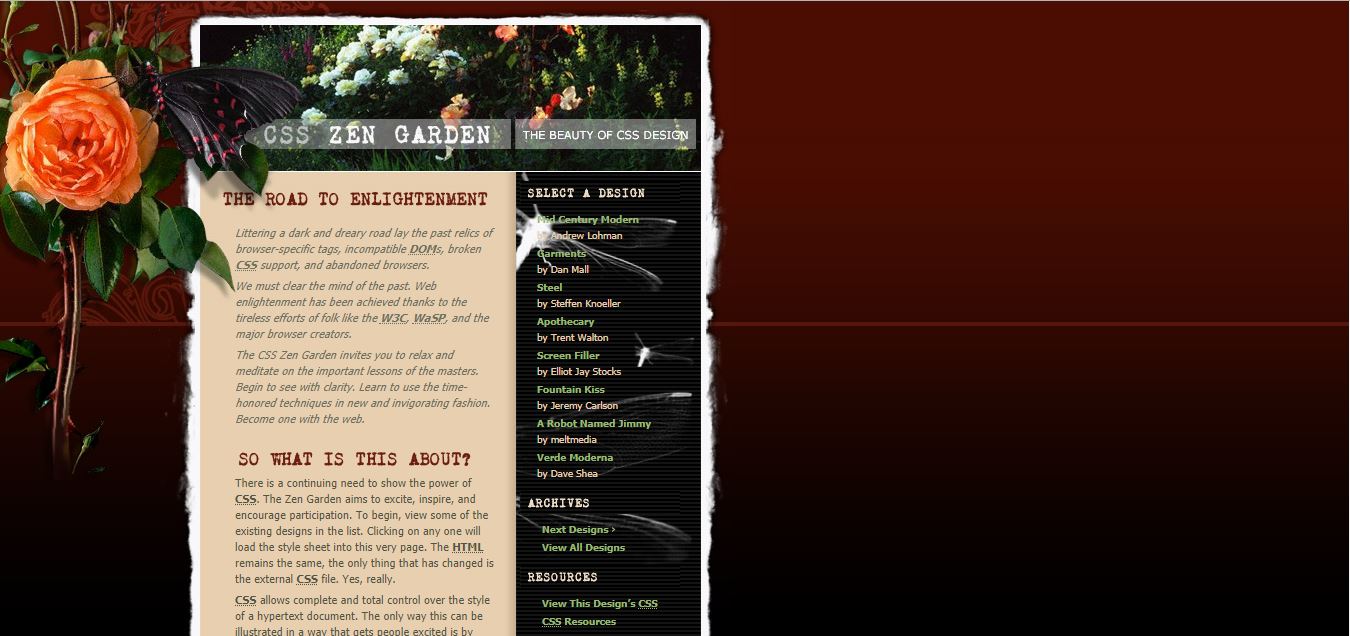 CSS ZEN GARDEN
THE BEAUTY OF CSS DESIGN
THE ROAD TO ENLIGHTENMENT
Littering a dark and dreary road lay the past relics of
browser-specific tags, incompatible DOMs, broken
CSS support, and abandoned browsers.
We must clear the mind of the past. Web
enlightenment has been achieved thanks to the
tireless efforts of folk like the W3C, WaSP, and the
major browser creators.
The CSS Zen Garden invites you to relax and
meditate on the important lessons of the masters.
Begin to see with clarity. Learn to use the time-
honored techniques in new and invigorating fashion.
Become one with the web.
SO WHAT IS THIS ABOUT?
There is a continuing need to show the power of
CSS. The Zen Garden aims to excite, inspire, and
encourage participation. To begin, view some of the
existing designs in the list. Clicking on any one will
load the style sheet into this very page. The HTML
remains the same, the only thing that has changed is
the external CSS file. Yes, really.
CSS allows complete and total control over the style
of a hypertext document. The only way this can be
illustrated in a way that gets people excited is by
SELECT A DESIGN
Mid Century Modern
by Andrew Lohman
Garments
by Dan Mall
Steel
by Steffen Knoeller
Apothecary
by Trent Walton
Screen Filler
by Elliot Jay Stocks
Fountain Kiss
by Jeremy Carlson
A Robot Named Jimmy
by meltmedia
Verde Moderna
by Dave Shea
ARCHIVES
Next Designs ›
View All Designs
RESOURCES
View This Design's CSS
CSS Resources